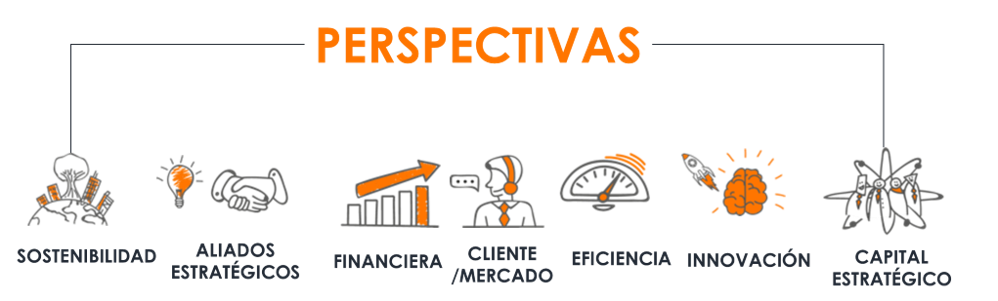 PERSPECTIVAS
SOSTENIBILIDAD
ALIADOS
ESTRATÉGICOS
FINANCIERA
CLIENTE
/MERCADO
EFICIENCIA
INNOVACIÓN
CAPITAL
ESTRATÉGICO